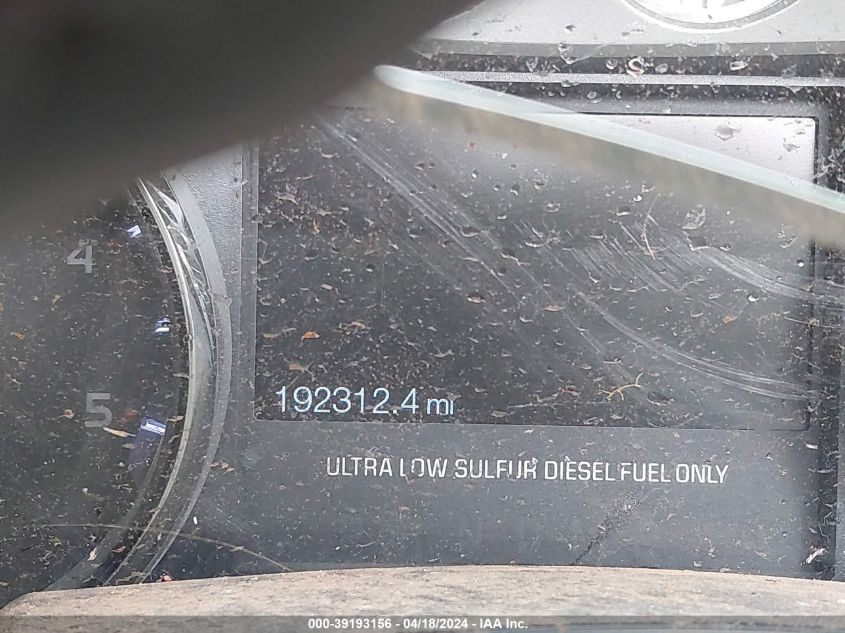 4
5
192312.4 mi
ULTRA LOW SULFUR DIESEL FUEL ONLY
000-39193156 - 04/18/2024 - IAA Inc.